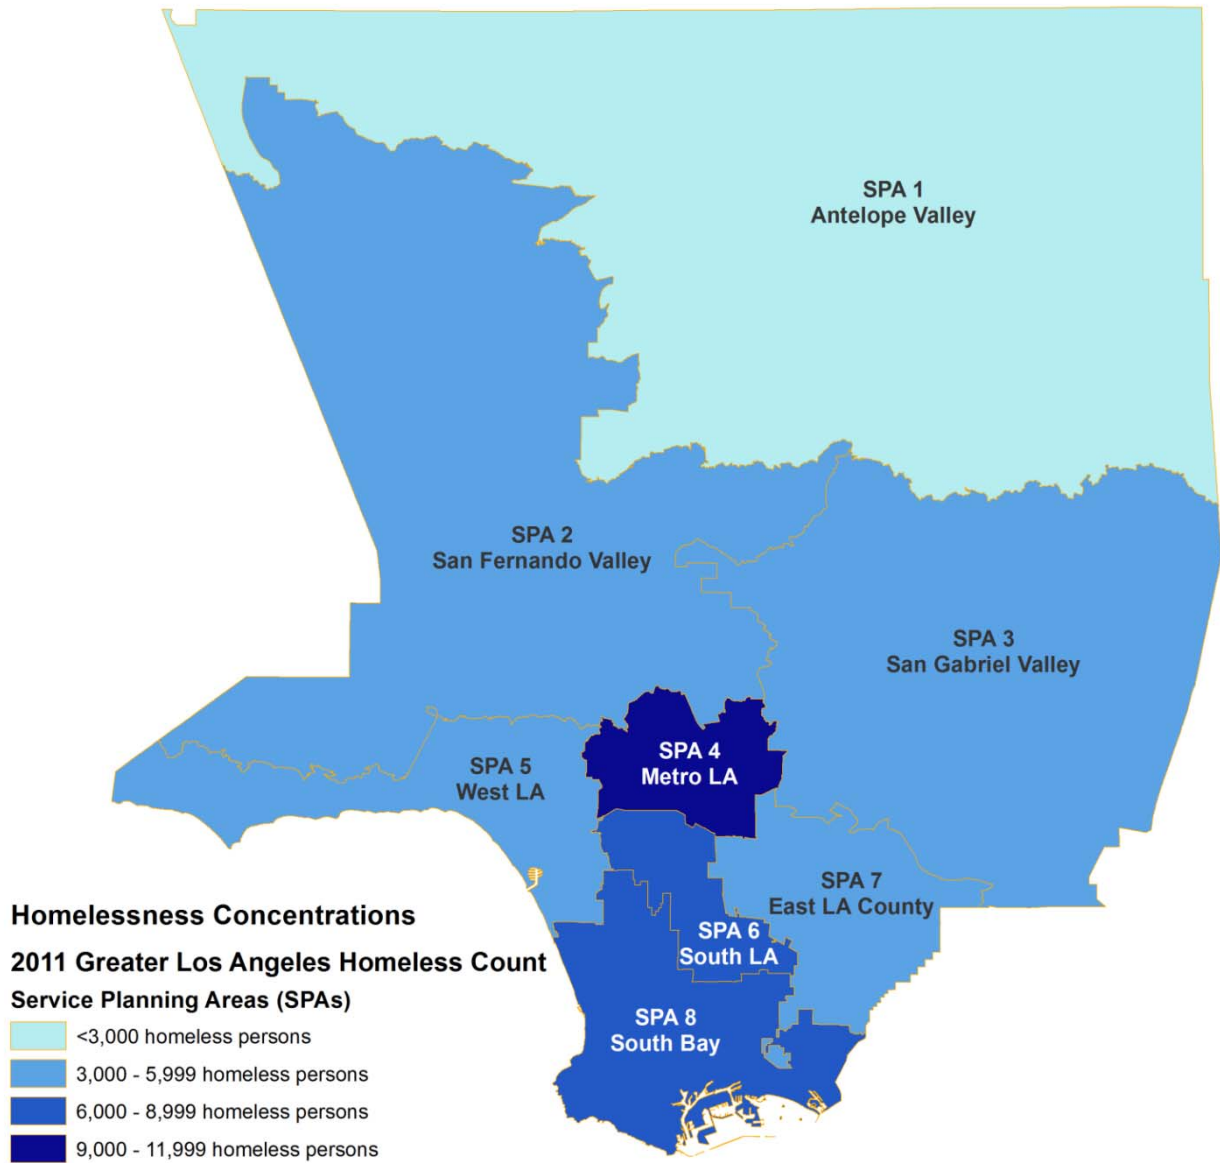 SPA 1
Antelope Valley
SPA 2
San Fernando Valley
SPA 3
San Gabriel Valley
SPA 4
Metro LA
SPA 5
West LA
SPA 7
East LA County
SPA 6
South LA
SPA 8
South Bay
Homelessness Concentrations
2011 Greater Los Angeles Homeless Count
Service Planning Areas (SPAs)
<3,000 homeless persons
3,000 - 5,999 homeless persons
6,000 - 8,999 homeless persons
9,000 - 11,999 homeless persons